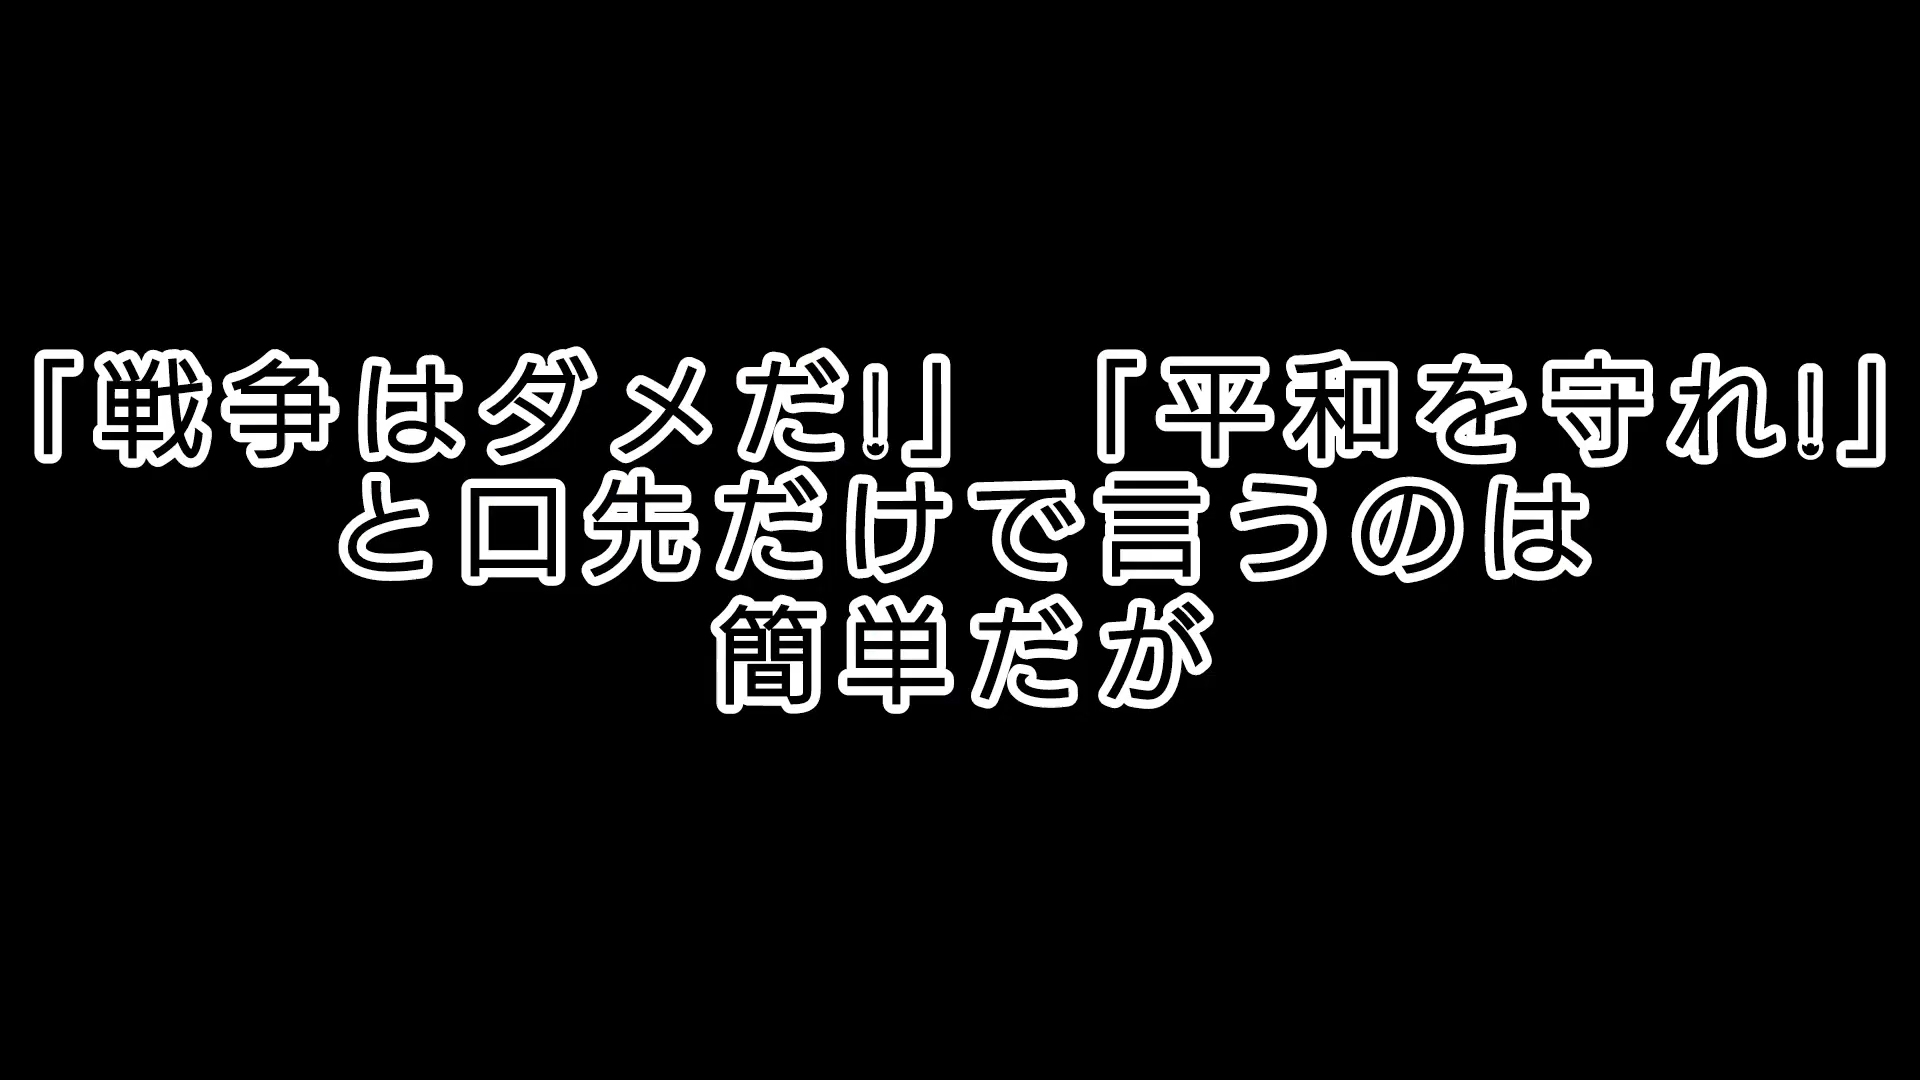 「戦争はダメだ!」 「平和を守れ!」
と口先だけで言うのは
簡単だが